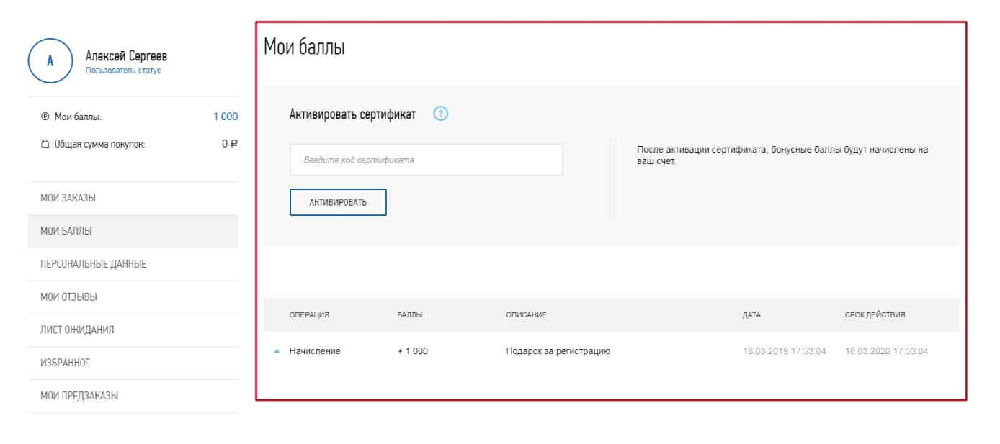 А
Алексей Сергеев
Пользователь статус
Мои баллы: 1 000
Общая сумма покупок: 0 ₽
МОИ ЗАКАЗЫ
МОИ БАЛЛЫ
ПЕРСОНАЛЬНЫЕ ДАННЫЕ
МОИ ОТЗЫВЫ
ЛИСТ ОЖИДАНИЯ
ИЗБРАННОЕ
МОИ ПРЕДЗАКАЗЫ
Мои баллы
Активировать сертификат ?
Введите код сертификата
АКТИВИРОВАТЬ
После активации сертификата, бонусные баллы будут начислены на
ваш счет.
ОПЕРАЦИЯ БАЛЛЫ ОПИСАНИЕ ДАТА СРОК ДЕЙСТВИЯ
Начисление + 1 000 Подарок за регистрацию 18.03.2019 17:53:04 18.03.2020 17:53:04